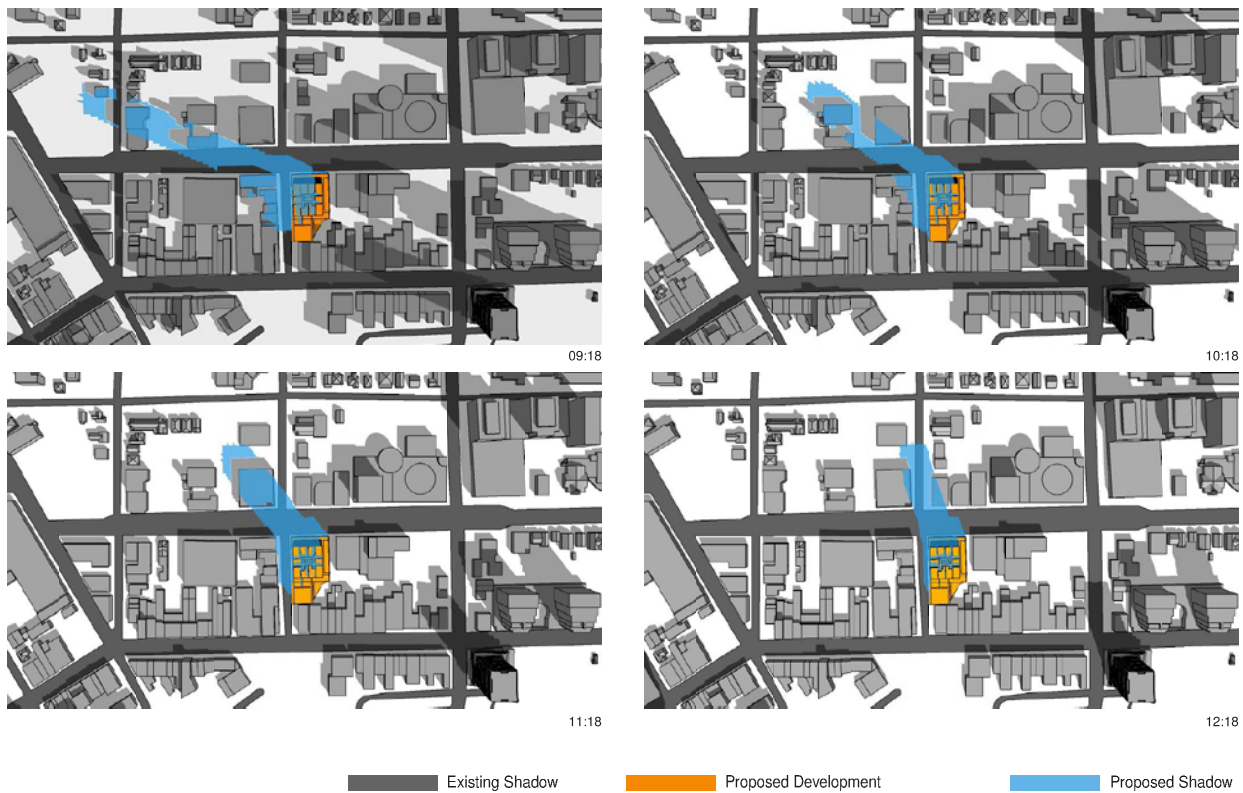 09:18
10:18
11:18
12:18
Existing Shadow
Proposed Development
Proposed Shadow